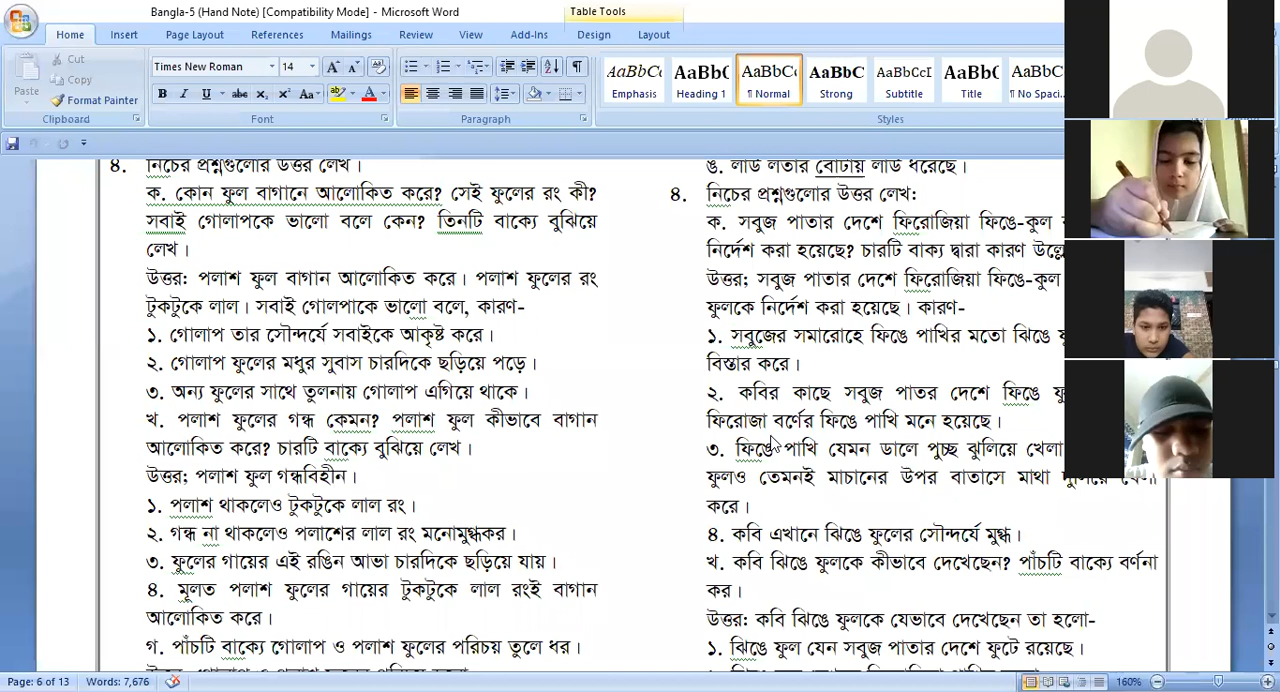 Bangla-5 (Hand Note) [Compatibility Mode] - Microsoft Word
Table Tools
Home Insert Page Layout References Mailings Review View Add-Ins Design Layout
Paste
Cut
Copy
Format Painter
Clipboard
Times New Roman 14
Font
Paragraph
AaBbCc AaBbC AaBbC AaBbC AaBbCcI AaBbC AaBbCc
Emphasis Heading 1 ¶ Normal Strong Subtitle Title ¶ No Spaci...
Styles
৪. নিচের প্রশ্নগুলোর উত্তর লেখ।
ক. কোন ফুল বাগানে আলোকিত করে? সেই ফুলের রং কী?
সবাই গোলাপকে ভালো বলে কেন? তিনটি বাক্যে বুঝিয়ে
লেখ।
উত্তর: পলাশ ফুল বাগান আলোকিত করে। পলাশ ফুলের রং
টুকটুকে লাল। সবাই গোলপাকে ভালো বলে, কারণ-
১. গোলাপ তার সৌন্দর্যে সবাইকে আকৃষ্ট করে।
২. গোলাপ ফুলের মধুর সুবাস চারদিকে ছড়িয়ে পড়ে।
৩. অন্য ফুলের সাথে তুলনায় গোলাপ এগিয়ে থাকে।
খ. পলাশ ফুলের গন্ধ কেমন? পলাশ ফুল কীভাবে বাগান
আলোকিত করে? চারটি বাক্যে বুঝিয়ে লেখ।
উত্তর; পলাশ ফুল গন্ধবিহীন।
১. পলাশ থাকলেও টুকটুকে লাল রং।
২. গন্ধ না থাকলেও পলাশের লাল রং মনোমুগ্ধকর।
৩. ফুলের গায়ের এই রঙিন আভা চারদিকে ছড়িয়ে যায়।
৪. মূলত পলাশ ফুলের গায়ের টুকটুকে লাল রংই বাগান
আলোকিত করে।
গ. পাঁচটি বাক্যে গোলাপ ও পলাশ ফুলের পরিচয় তুলে ধর।
ঙ. লাউ লতার বোটায় লাউ ধরেছে।
৪. নিচের প্রশ্নগুলোর উত্তর লেখ:
ক. সবুজ পাতার দেশে ফিরোজিয়া ফিঙে-কুল
নির্দেশ করা হয়েছে? চারটি বাক্য দ্বারা কারণ
উত্তর; সবুজ পাতার দেশে ফিরোজিয়া ফিঙে-কুল
ফুলকে নির্দেশ করা হয়েছে। কারণ-
১. সবুজের সমারোহে ফিঙে পাখির মতো ঝিঙে
বিস্তার করে।
২. কবির কাছে সবুজ পাতর দেশে ফিঙে
ফিরোজা বর্ণের ফিঙে পাখি মনে হয়েছে।
৩. ফিঙে পাখি যেমন ডালে পুচ্ছ ঝুলিয়ে খেলা
ফুলও তেমনই মাচানের উপর বাতাসে মাথা দুলিয়ে খেলা
করে।
৪. কবি এখানে ঝিঙে ফুলের সৌন্দর্যে মুগ্ধ।
খ. কবি ঝিঙে ফুলকে কীভাবে দেখেছেন? পাঁচটি বাক্যে বর্ণনা
কর।
উত্তর: কবি ঝিঙে ফুলকে যেভাবে দেখেছেন তা হলো-
১. ঝিঙে ফুল যেন সবুজ পাতার দেশে ফুটে রয়েছে।
Page: 6 of 13 Words: 7,676 160%